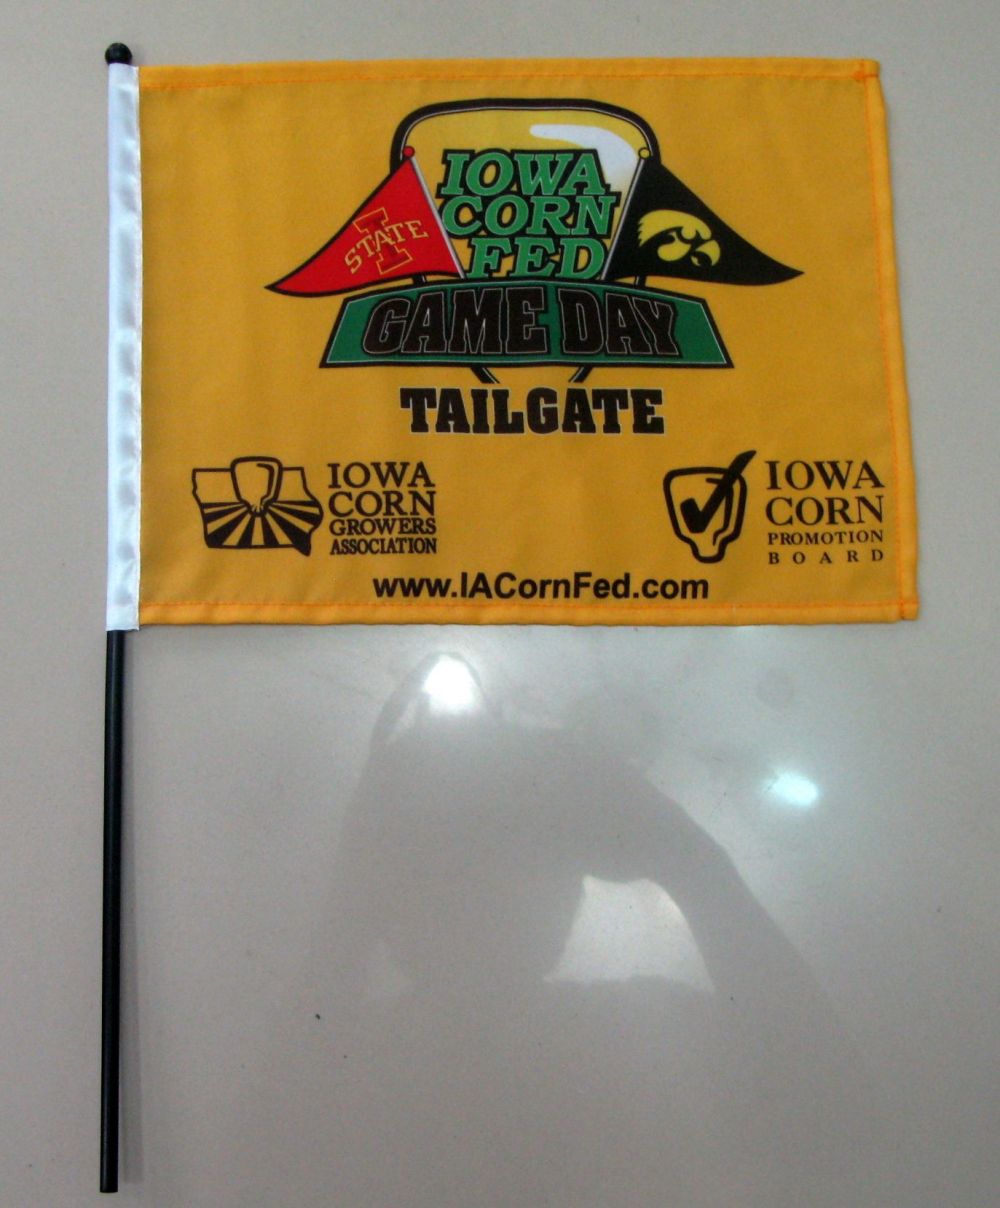 IOWA
CORN
FED
I
STATE
GAME DAY
TAILGATE
IOWA
CORN
GROWERS
ASSOCIATION
IOWA
CORN
PROMOTION
BOARD
www.IACornFed.com